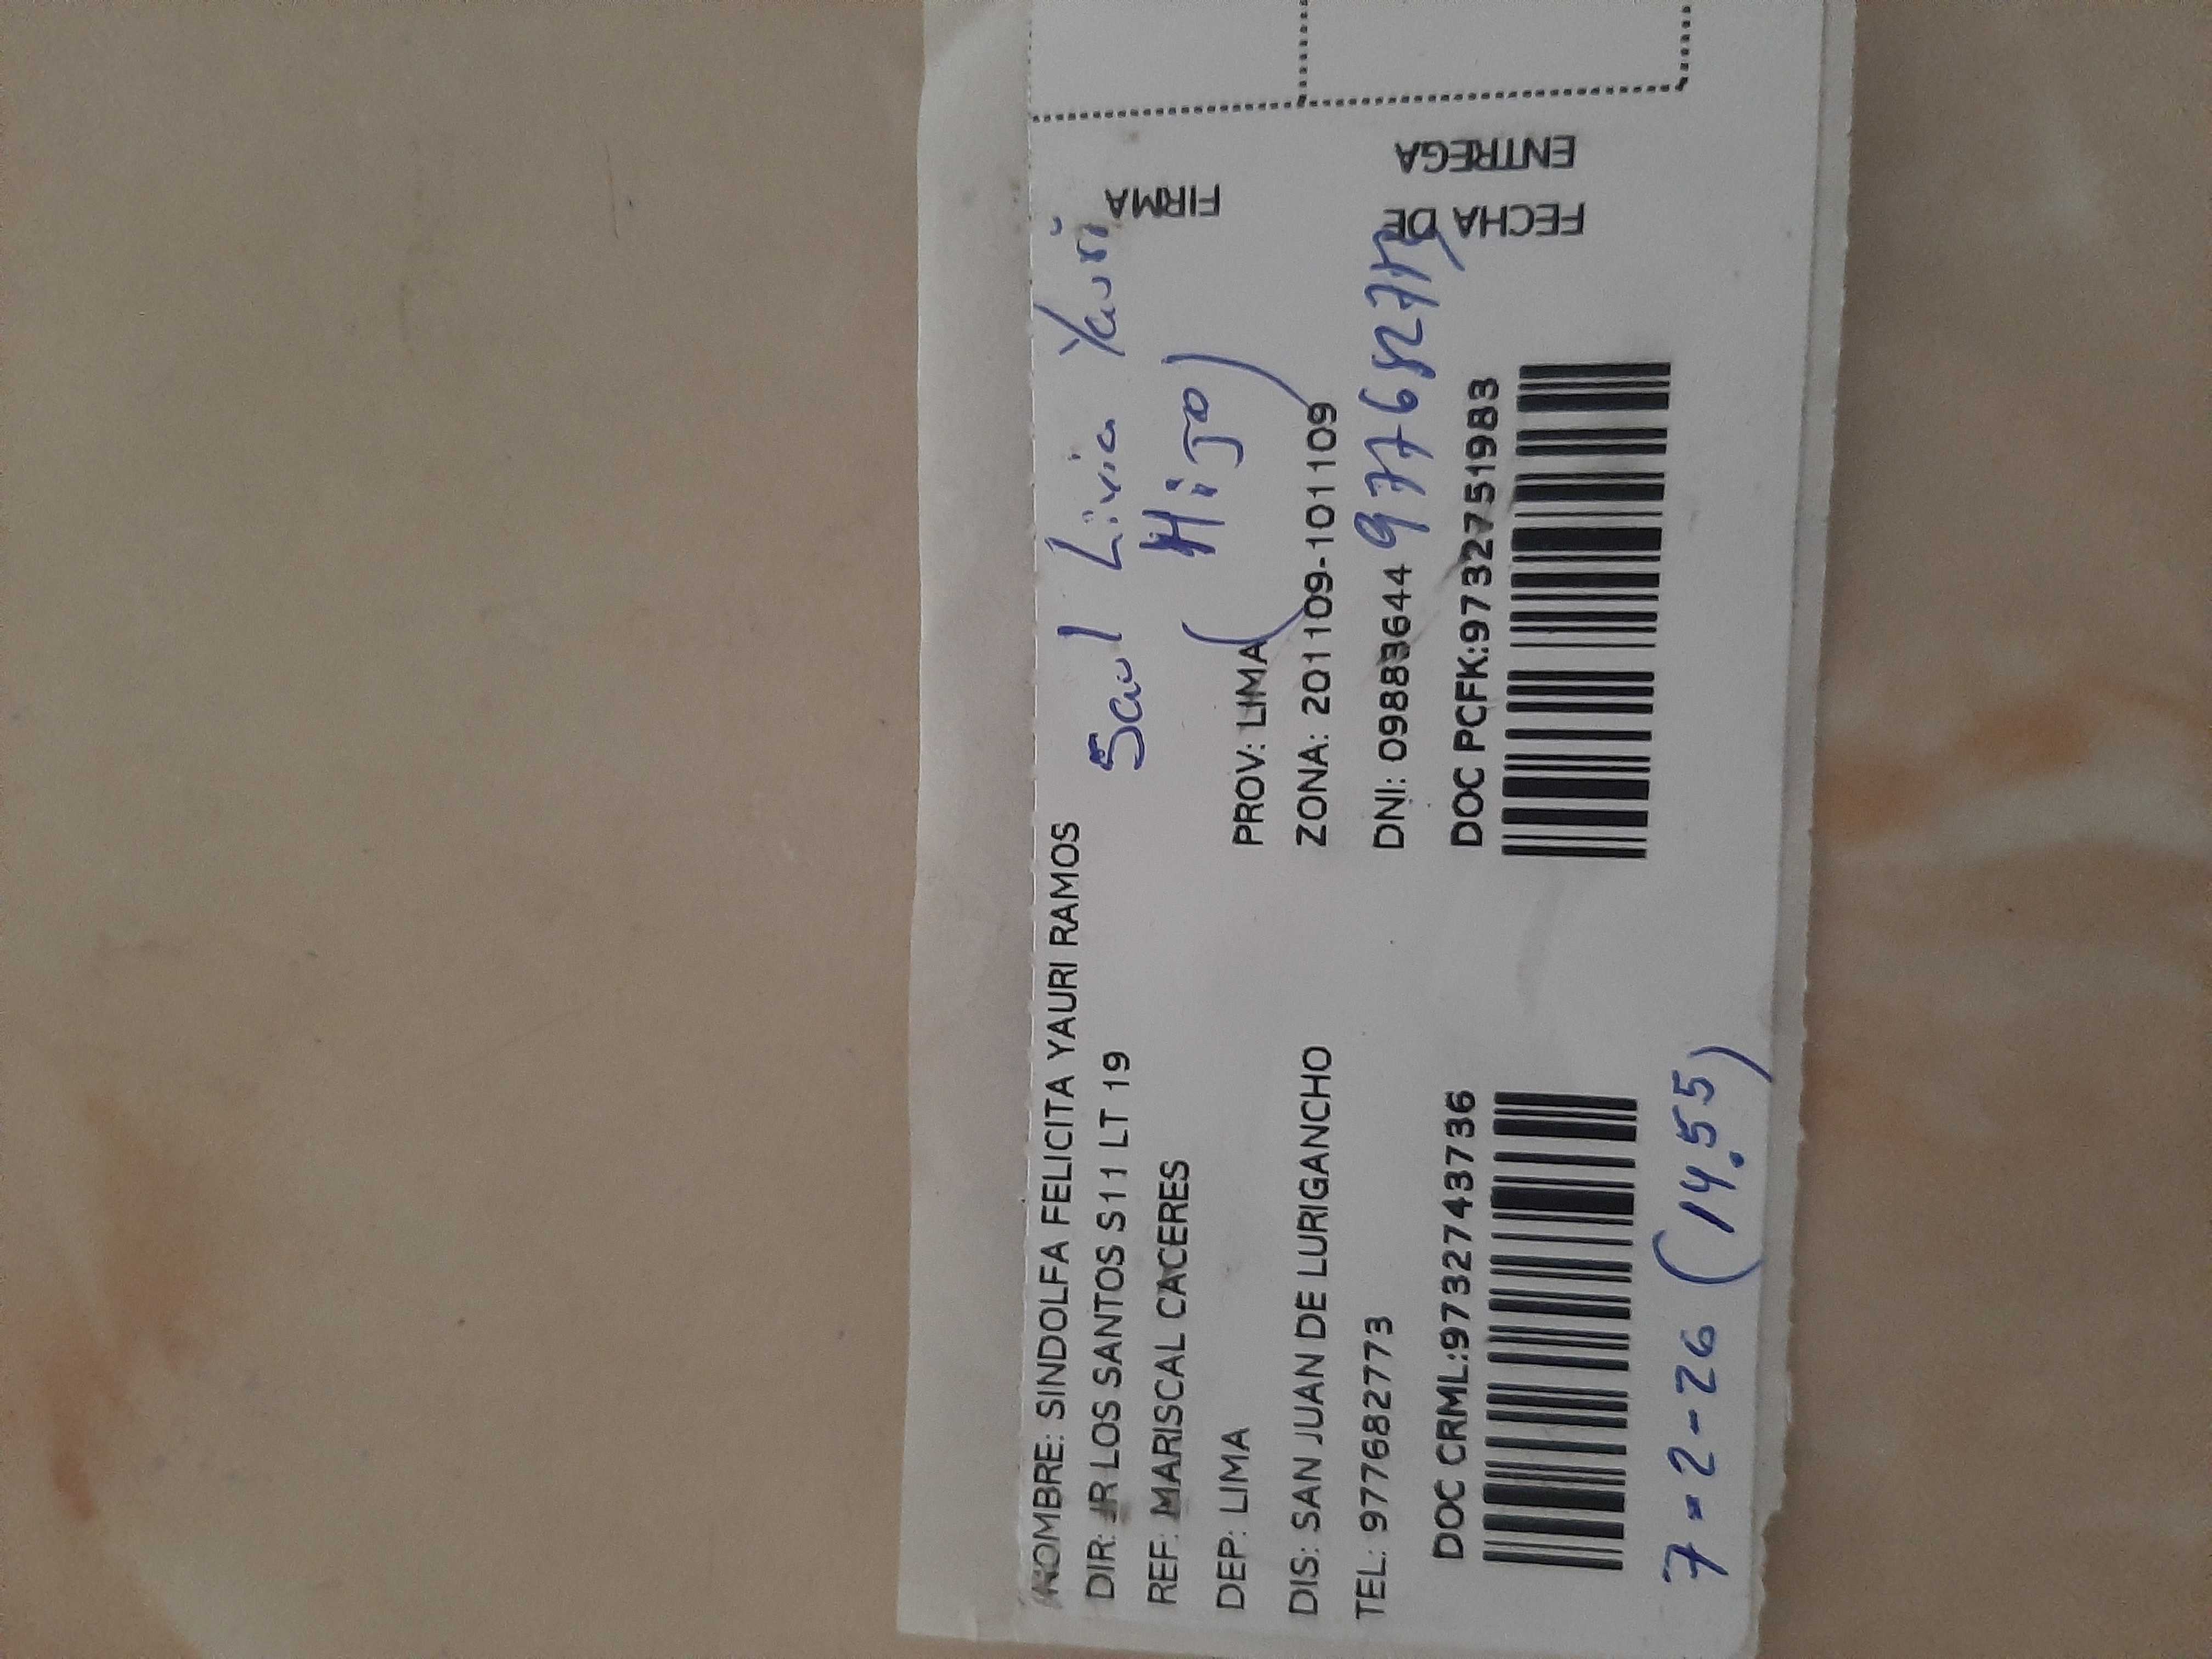 NOMBRE: SINDOLFA FELICITA YAURI RAMOS
DIR: JR LOS SANTOS S11 LT 19
Saul Livia Yauri
REF: MARISCAL CACERES
(Hijo)
DEP: LIMA PROV: LIMA
DIS: SAN JUAN DE LURIGANCHO ZONA: 201109-101109
TEL: 977682773 DNI: 09883644
DOC CRML:97327743736 DOC PCFK:9732751983
7-2-26 (14.55)
FIRMA
FECHA DE
ENTREGA